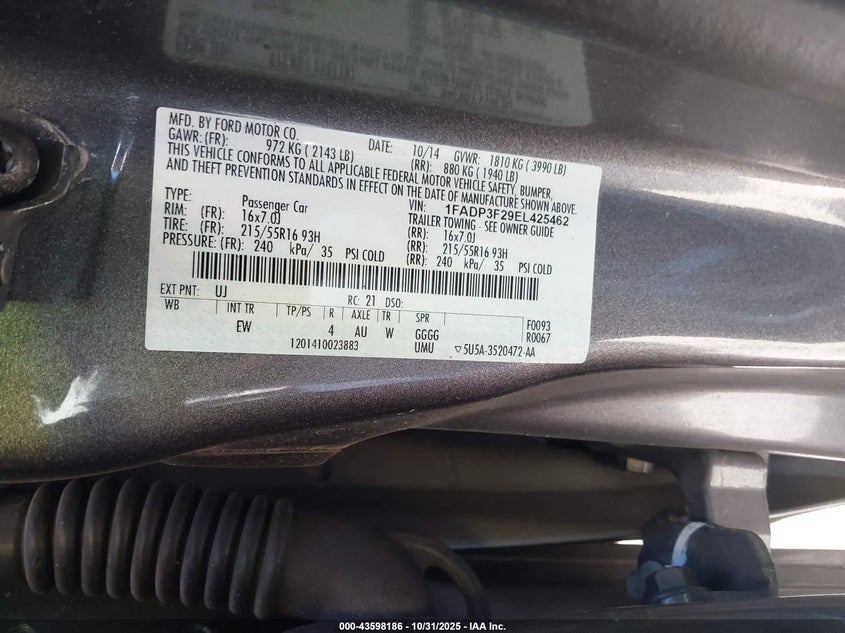 MFD. BY FORD MOTOR CO. DATE: 10/14 GVWR: 1810 KG ( 3990 LB)
GAWR: (FR): 972 KG ( 2143 LB) (RR): 880 KG ( 1940 LB)
THIS VEHICLE CONFORMS TO ALL APPLICABLE FEDERAL MOTOR VEHICLE SAFETY, BUMPER,
AND THEFT PREVENTION STANDARDS IN EFFECT ON THE DATE OF MANUFACTURE SHOWN ABOVE.
VIN: 1FADP3F29EL425462
TYPE: Passenger Car TRAILER TOWING - SEE OWNER GUIDE
RIM: (FR): 16x7.0J (RR): 16x7.0J
TIRE: (FR): 215/55R16 93H (RR): 215/55R16 93H
PRESSURE: (FR): 240 kPa/ 35 PSI COLD (RR): 240 kPa/ 35 PSI COLD
EXT PNT: UJ RC: 21 DSO:
WB INT TR TP/PS R AXLE TR SPR F0093
EW 4 AU W GGGG R0067
1201410023883 UMU ▽5U5A-3520472-AA
000-43598186 - 10/31/2025 - IAA Inc.